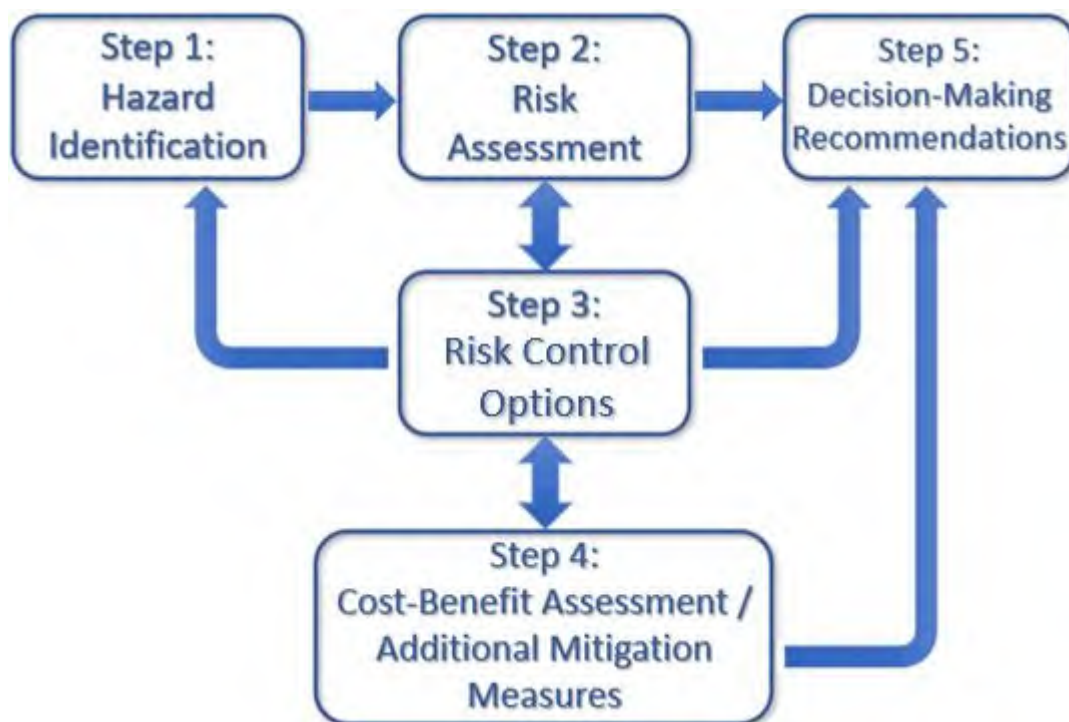 Step 1:
Hazard
Identification
Step 2:
Risk
Assessment
Step 5:
Decision-Making
Recommendations
Step 3:
Risk Control
Options
Step 4:
Cost-Benefit Assessment /
Additional Mitigation
Measures